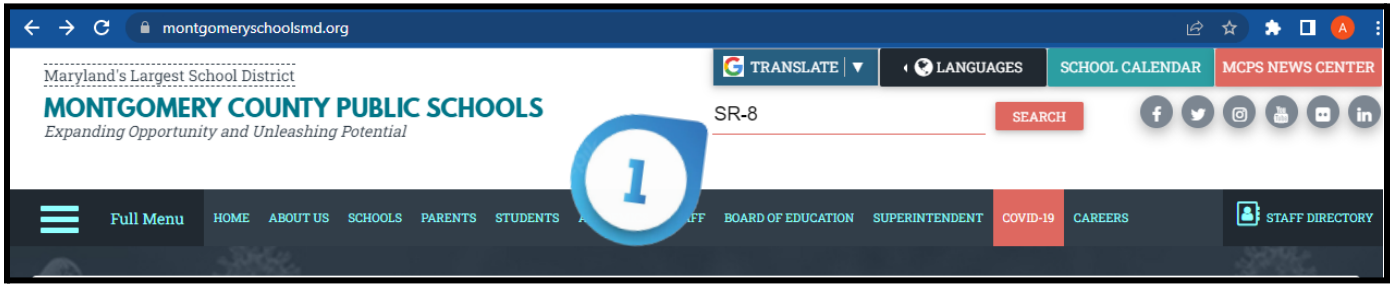 montgomeryschoolsmd.org
A
Maryland's Largest School District
MONTGOMERY COUNTY PUBLIC SCHOOLS
Expanding Opportunity and Unleashing Potential
G TRANSLATE | ▼
LANGUAGES
SCHOOL CALENDAR
MCPS NEWS CENTER
SR-8
SEARCH
1
Full Menu
HOME ABOUT US SCHOOLS PARENTS STUDENTS BOARD OF EDUCATION SUPERINTENDENT COVID-19 CAREERS
STAFF DIRECTORY